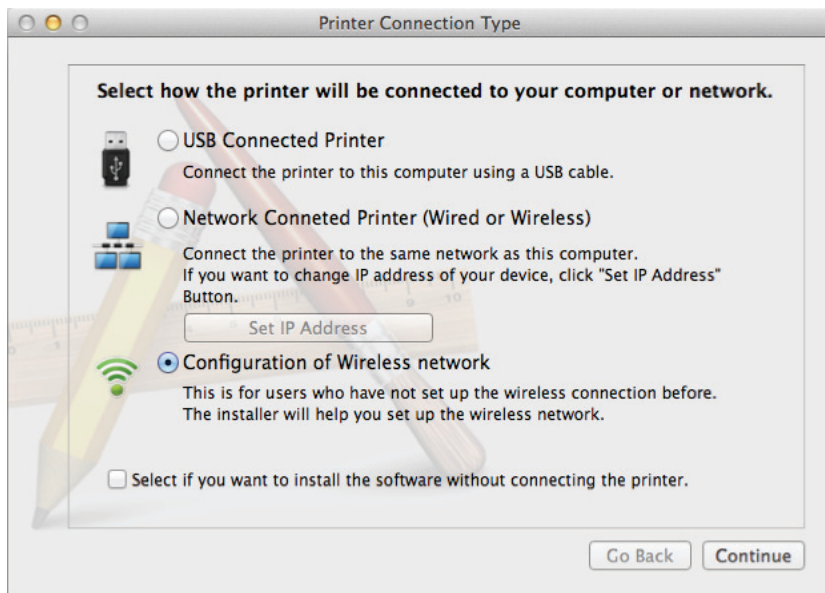 Printer Connection Type
Select how the printer will be connected to your computer or network.
USB Connected Printer
Connect the printer to this computer using a USB cable.
Network Conneted Printer (Wired or Wireless)
Connect the printer to the same network as this computer.
If you want to change IP address of your device, click "Set IP Address"
Button.
Set IP Address
Configuration of Wireless network
This is for users who have not set up the wireless connection before.
The installer will help you set up the wireless network.
Select if you want to install the software without connecting the printer.
Go Back
Continue